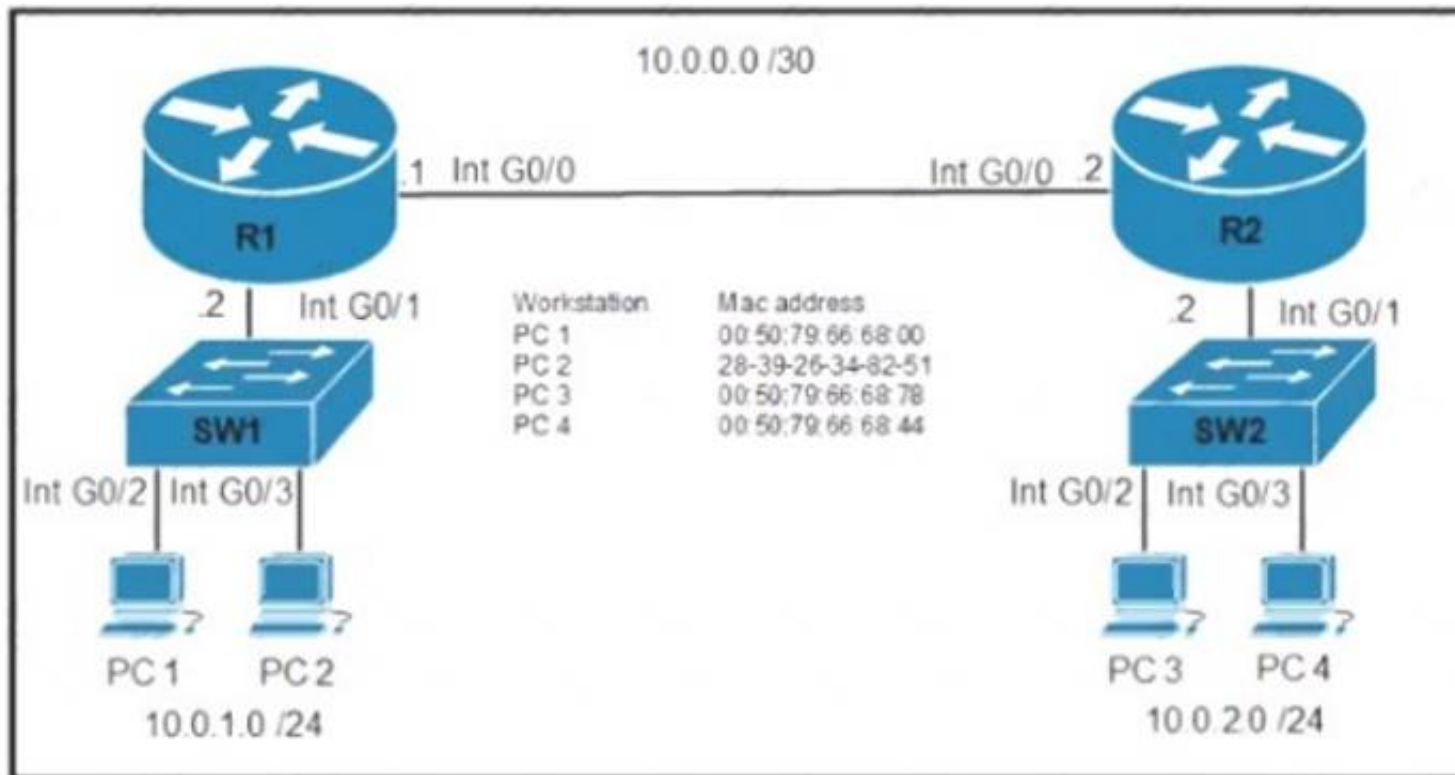 10.0.0.0 /30
.1 Int G0/0
Int G0/0 .2
R1
R2
.2 Int G0/1
.2 Int G0/1
Workstation Mac address
PC 1 00:50:79:66:68:00
PC 2 28-39-26-34-82-51
PC 3 00:50:79:66:68:78
PC 4 00:50:79:66:68:44
SW1
SW2
Int G0/2 Int G0/3
Int G0/2 Int G0/3
? ?
? ?
PC 1 PC 2
PC 3 PC 4
10.0.1.0 /24
10.0.2.0 /24